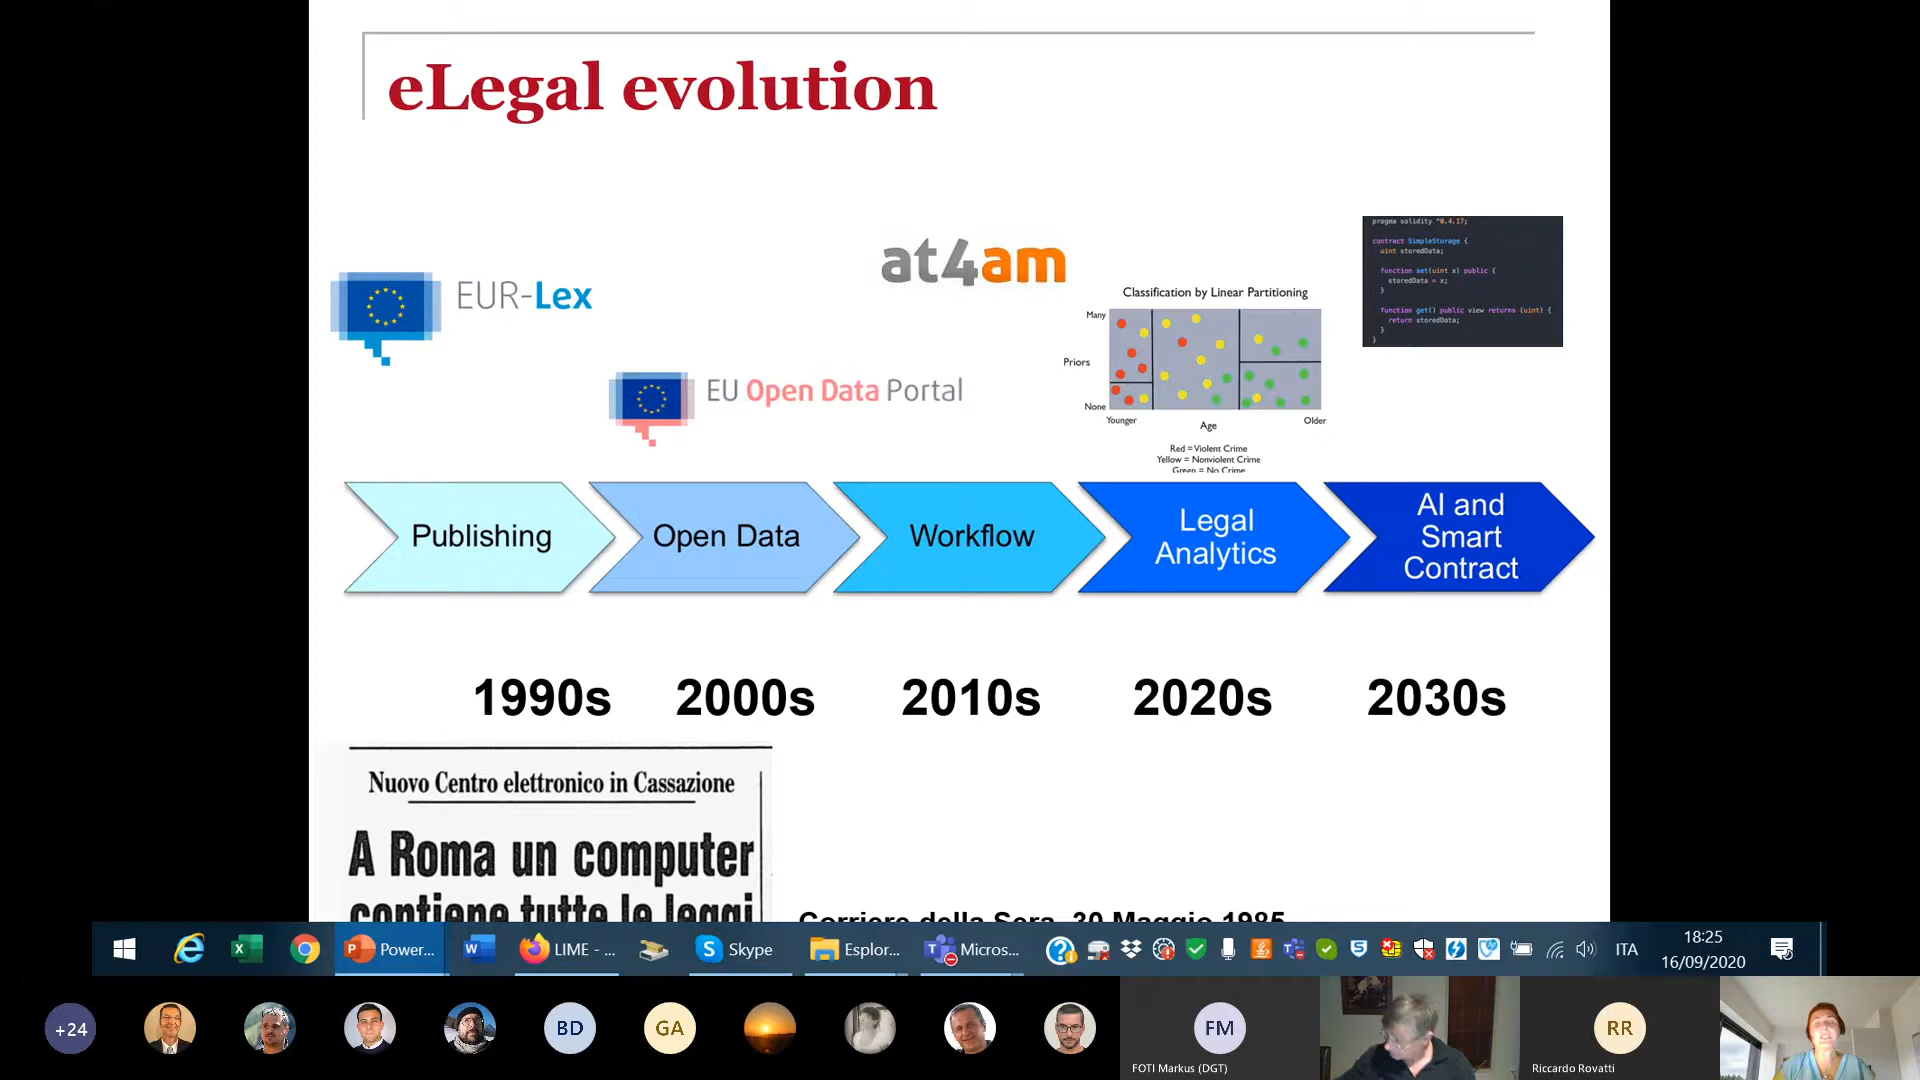 eLegal evolution
EUR-Lex
EU Open Data Portal
at4am
Classification by Linear Partitioning
Many
Priors
None
Younger
Age
Older
Red = Violent Crime
Yellow = Nonviolent Crime
Green = No Crime
pragma solidity ^0.4.17;
contract SimpleStorage {
uint storedData;
function set(uint x) public {
storedData = x;
}
function get() public view returns (uint) {
return storedData;
}
}
Publishing
Open Data
Workflow
Legal
Analytics
AI and
Smart
Contract
1990s
2000s
2010s
2020s
2030s
Nuovo Centro elettronico in Cassazione
A Roma un computer
contiene tutte le leggi
Corriere della Sera, 30 Maggio 1985
Power...
LIME - ...
Skype
Esplor...
Micros...
ITA
18:25
16/09/2020
+24
BD
GA
FM
FOTI Markus (DGT)
RR
Riccardo Rovatti